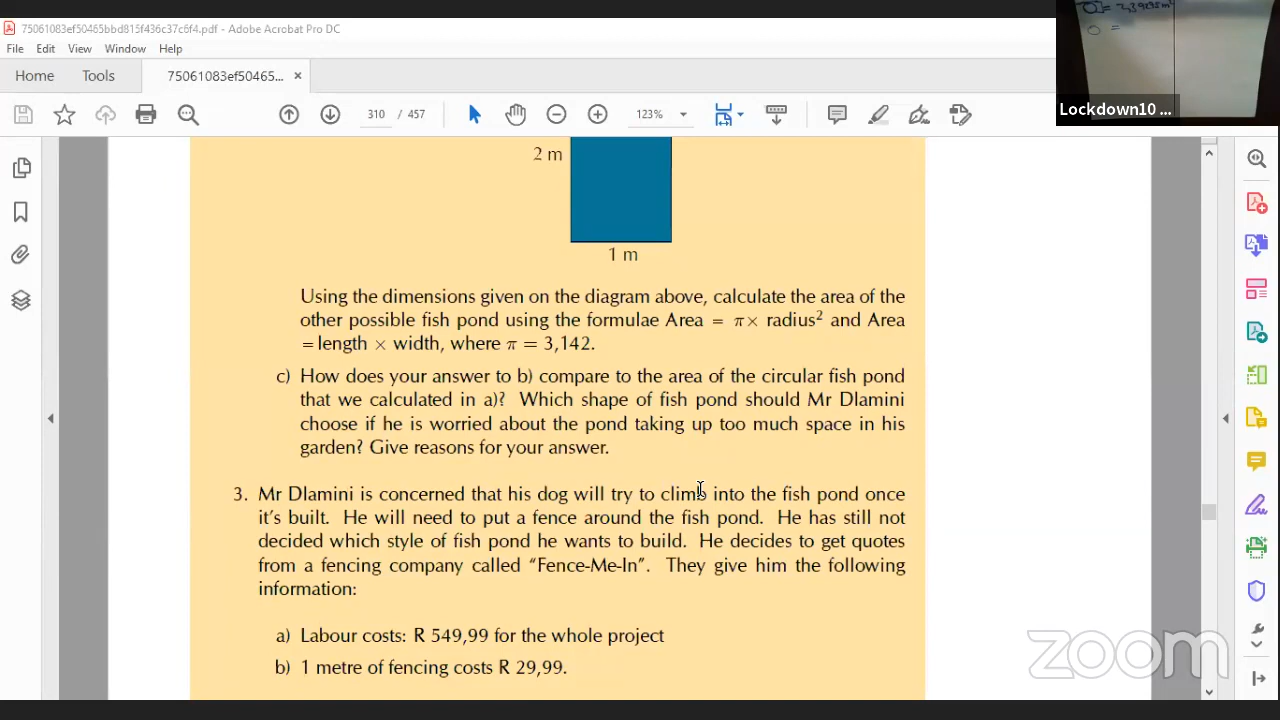 75061083ef50465bbd815f436c37c6f4.pdf - Adobe Acrobat Pro DC
File Edit View Window Help
Home Tools 75061083ef50465... ×
310 / 457 123%
Lockdown10 ...
2 m
1 m
Using the dimensions given on the diagram above, calculate the area of the
other possible fish pond using the formulae Area = π× radius² and Area
=length × width, where π = 3,142.
c) How does your answer to b) compare to the area of the circular fish pond
that we calculated in a)? Which shape of fish pond should Mr Dlamini
choose if he is worried about the pond taking up too much space in his
garden? Give reasons for your answer.
3. Mr Dlamini is concerned that his dog will try to climb into the fish pond once
it's built. He will need to put a fence around the fish pond. He has still not
decided which style of fish pond he wants to build. He decides to get quotes
from a fencing company called "Fence-Me-In". They give him the following
information:
a) Labour costs: R 549,99 for the whole project
b) 1 metre of fencing costs R 29,99.
zoom